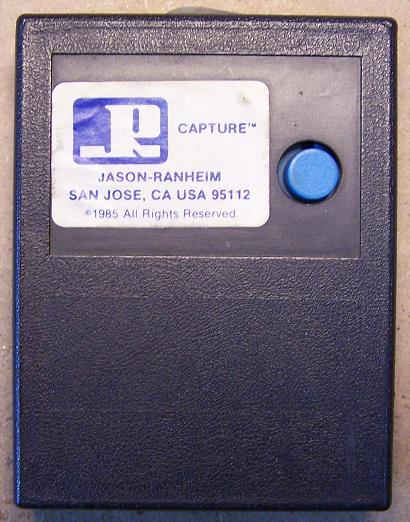 JR CAPTURE™
JASON-RANHEIM
SAN JOSE, CA USA 95112
©1985 All Rights Reserved